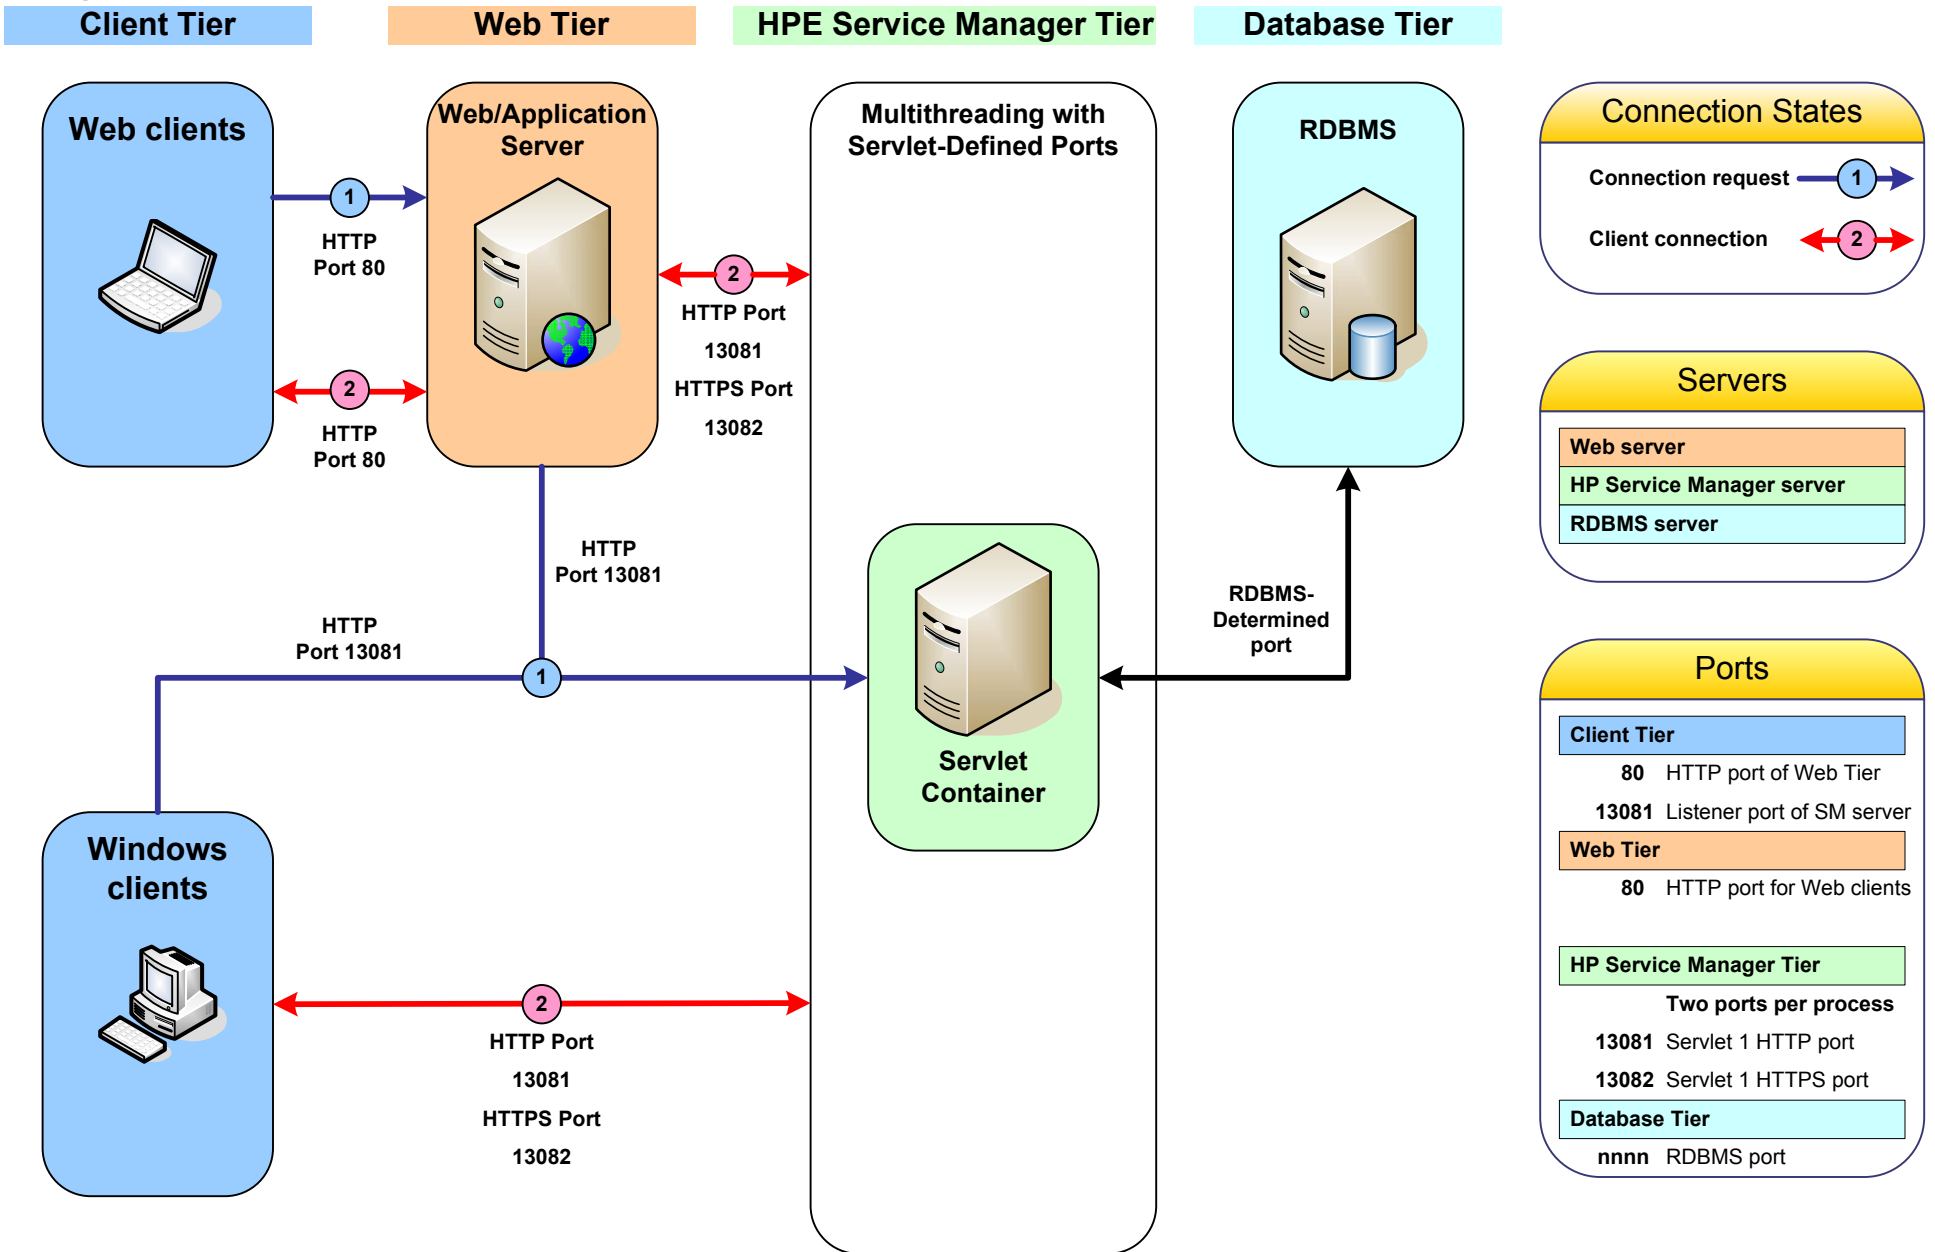 Client Tier
Web Tier
HPE Service Manager Tier
Database Tier
Web clients
1
HTTP
Port 80
2
HTTP
Port 80
Web/Application
Server
2
HTTP Port
13081
HTTPS Port
13082
Multithreading with
Servlet-Defined Ports
RDBMS
HTTP
Port 13081
HTTP
Port 13081
1
Servlet
Container
RDBMS-
Determined
port
Windows
clients
2
HTTP Port
13081
HTTPS Port
13082
Connection States
Connection request 1
Client connection 2
Servers
Web server
HP Service Manager server
RDBMS server
Ports
Client Tier
80 HTTP port of Web Tier
13081 Listener port of SM server
Web Tier
80 HTTP port for Web clients
HP Service Manager Tier
Two ports per process
13081 Servlet 1 HTTP port
13082 Servlet 1 HTTPS port
Database Tier
nnnn RDBMS port